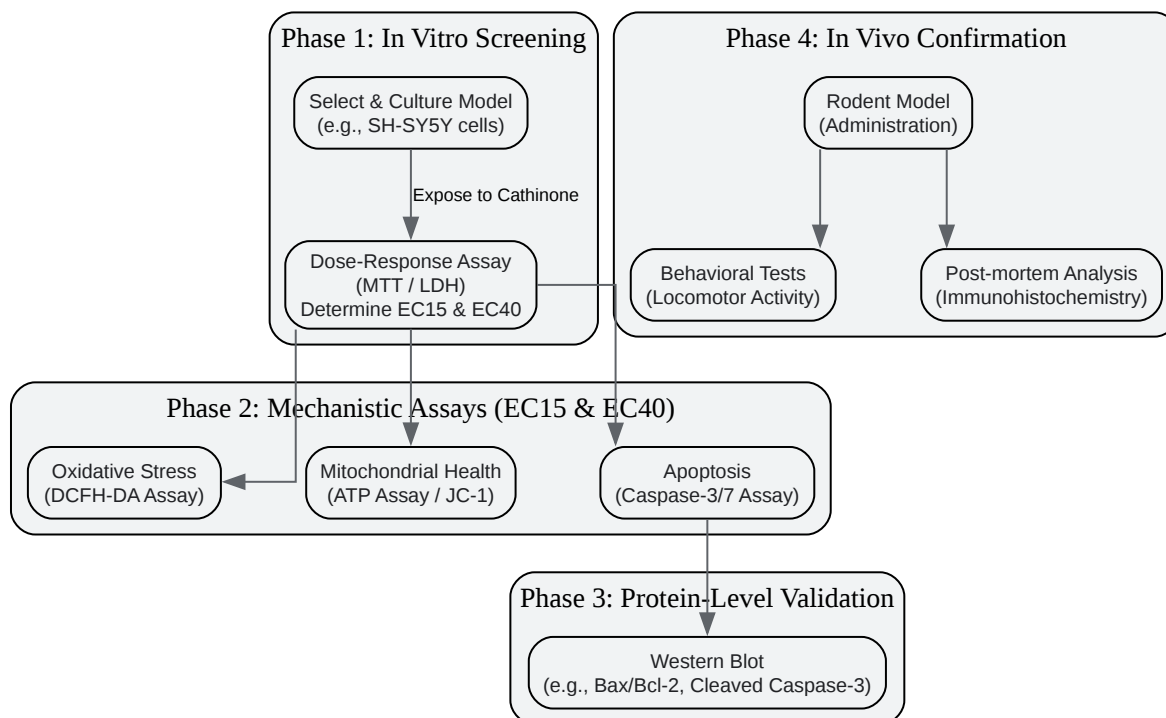 Phase 1: In Vitro Screening
Select & Culture Model
(e.g., SH-SY5Y cells)
Expose to Cathinone
Dose-Response Assay
(MTT / LDH)
Determine EC15 & EC40
Phase 4: In Vivo Confirmation
Rodent Model
(Administration)
Behavioral Tests
(Locomotor Activity)
Post-mortem Analysis
(Immunohistochemistry)
Phase 2: Mechanistic Assays (EC15 & EC40)
Oxidative Stress
(DCFH-DA Assay)
Mitochondrial Health
(ATP Assay / JC-1)
Apoptosis
(Caspase-3/7 Assay)
Phase 3: Protein-Level Validation
Western Blot
(e.g., Bax/Bcl-2, Cleaved Caspase-3)